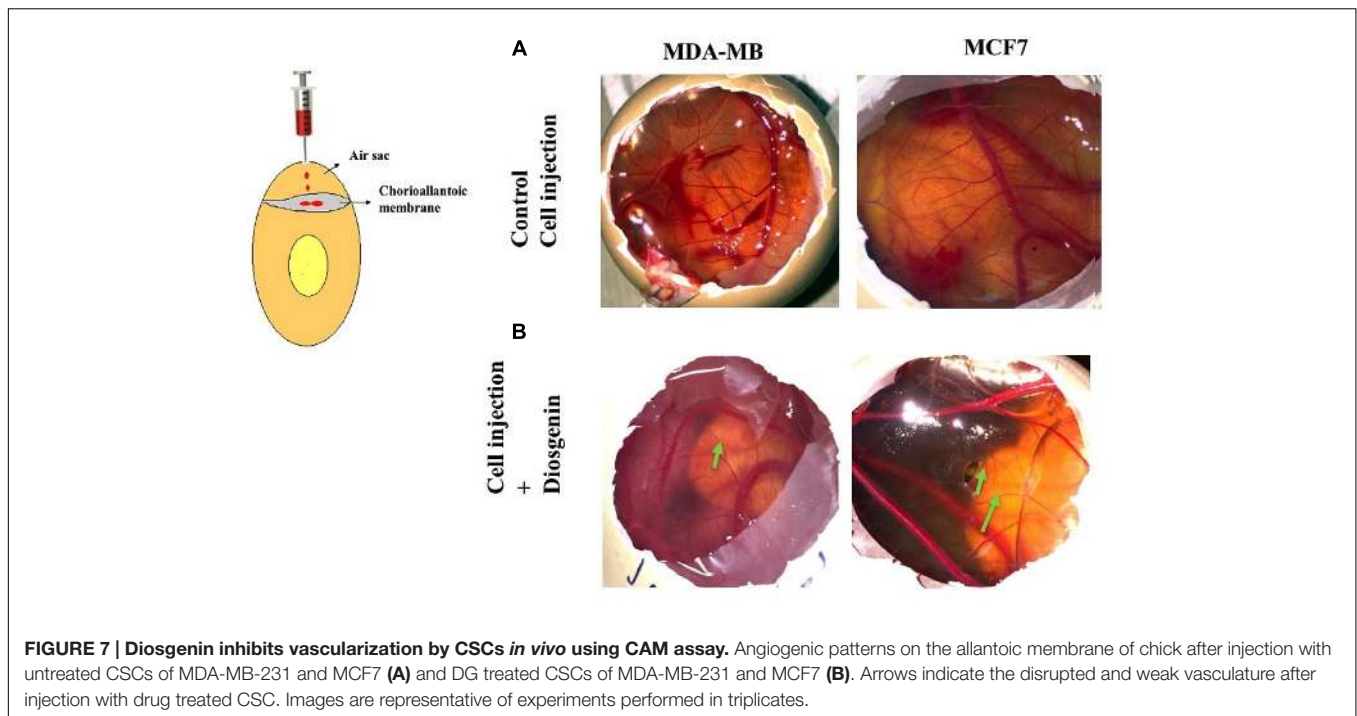 A
MDA-MB
MCF7
Air sac
Chorioallantoic
membrane
Control
Cell injection
B
Cell injection
+
Diosgenin
FIGURE 7 | Diosgenin inhibits vascularization by CSCs in vivo using CAM assay. Angiogenic patterns on the allantoic membrane of chick after injection with
untreated CSCs of MDA-MB-231 and MCF7 (A) and DG treated CSCs of MDA-MB-231 and MCF7 (B). Arrows indicate the disrupted and weak vasculature after
injection with drug treated CSC. Images are representative of experiments performed in triplicates.